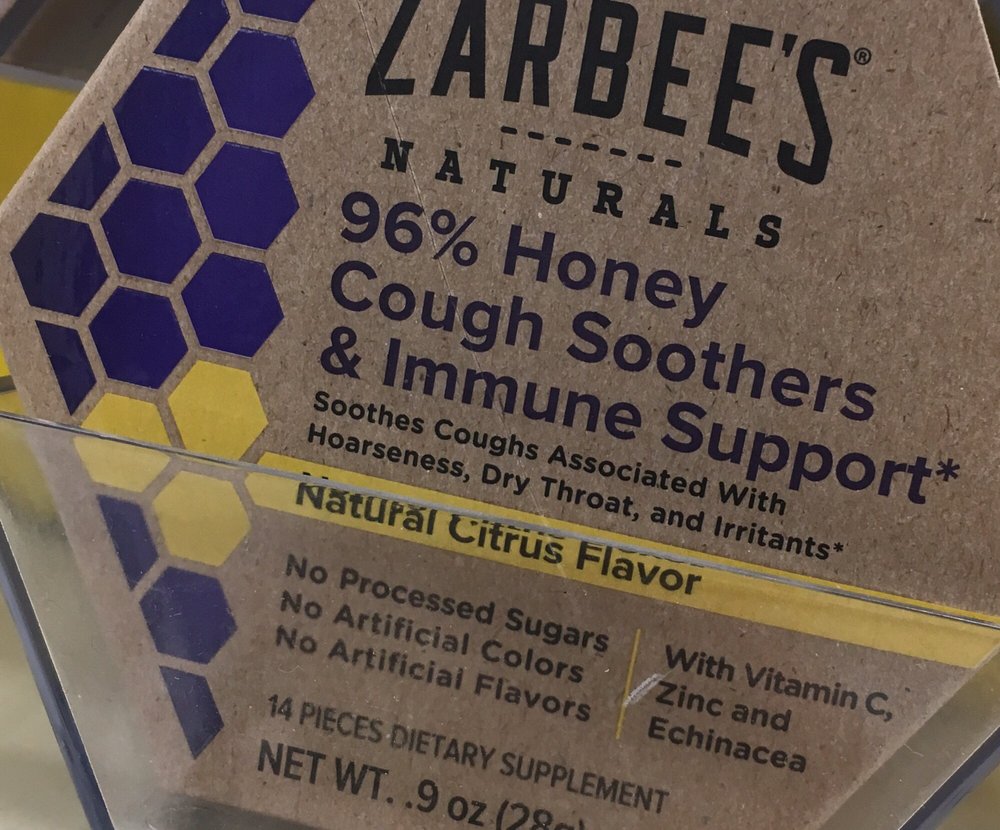 ZARBEE'S®
NATURALS
96% Honey
Cough Soothers
& Immune Support*
Soothes Coughs Associated With
Hoarseness, Dry Throat, and Irritants*
Natural Citrus Flavor
No Processed Sugars
No Artificial Colors
No Artificial Flavors
With Vitamin C,
Zinc and
Echinacea
14 PIECES DIETARY SUPPLEMENT
NET WT. .9 oz (28g)